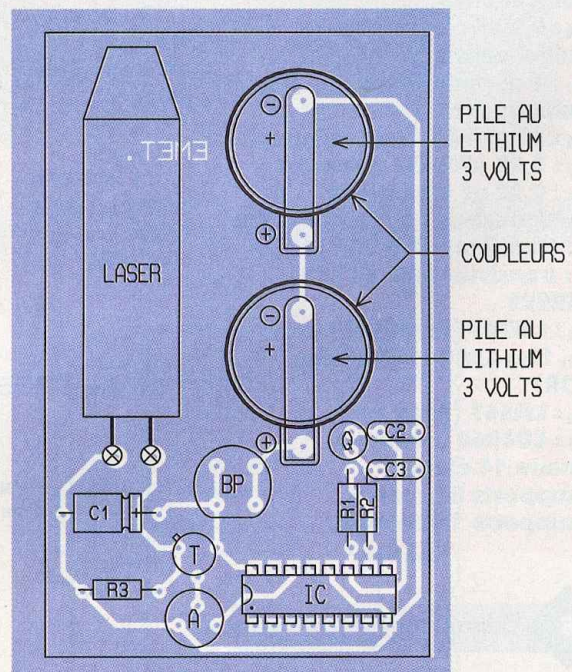 PILE AU
LITHIUM
3 VOLTS
EMET.
LASER
COUPLEURS
PILE AU
LITHIUM
3 VOLTS
BP
Q
C2
C3
C1
R1
R2
T
R3
A
IC